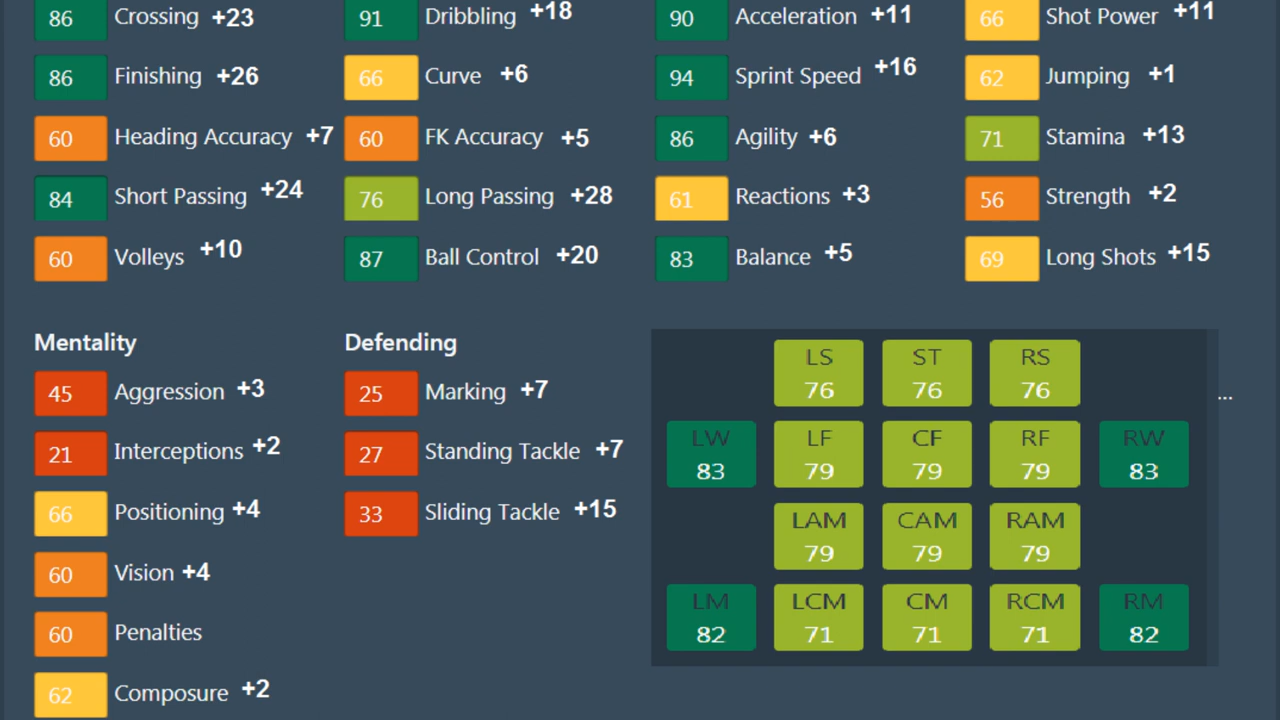 86 Crossing +23 91 Dribbling +18 90 Acceleration +11 66 Shot Power +11
86 Finishing +26 66 Curve +6 94 Sprint Speed +16 62 Jumping +1
60 Heading Accuracy +7 60 FK Accuracy +5 86 Agility +6 71 Stamina +13
84 Short Passing +24 76 Long Passing +28 61 Reactions +3 56 Strength +2
60 Volleys +10 87 Ball Control +20 83 Balance +5 69 Long Shots +15
Mentality Defending
45 Aggression +3 25 Marking +7
21 Interceptions +2 27 Standing Tackle +7
66 Positioning +4 33 Sliding Tackle +15
60 Vision +4
60 Penalties
62 Composure +2
LS ST RS
76 76 76
...
LW LF CF RF RW
83 79 79 79 83
LAM CAM RAM
79 79 79
LM LCM CM RCM RM
82 71 71 71 82